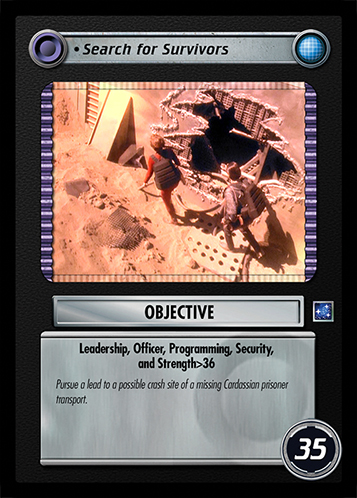 • Search for Survivors
OBJECTIVE
Leadership, Officer, Programming, Security,
and Strength>36
Pursue a lead to a possible crash site of a missing Cardassian prisoner
transport.
35